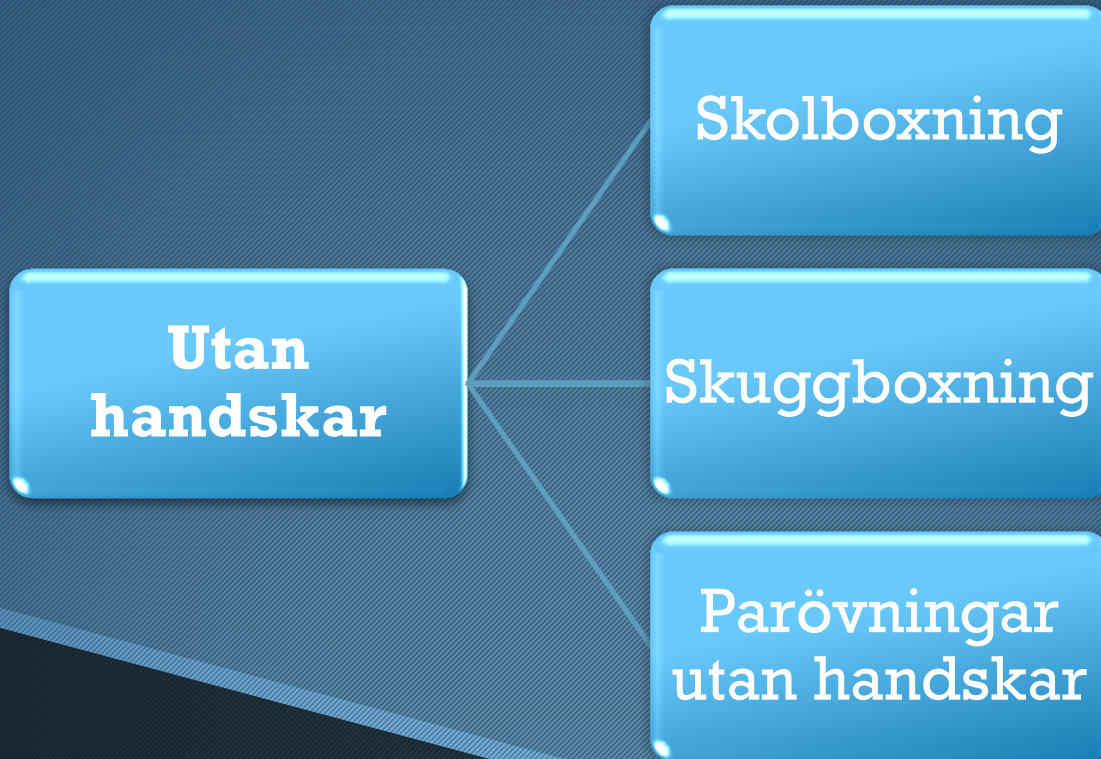 Utan
handskar
Skolboxning
Skuggboxning
Parövningar
utan handskar